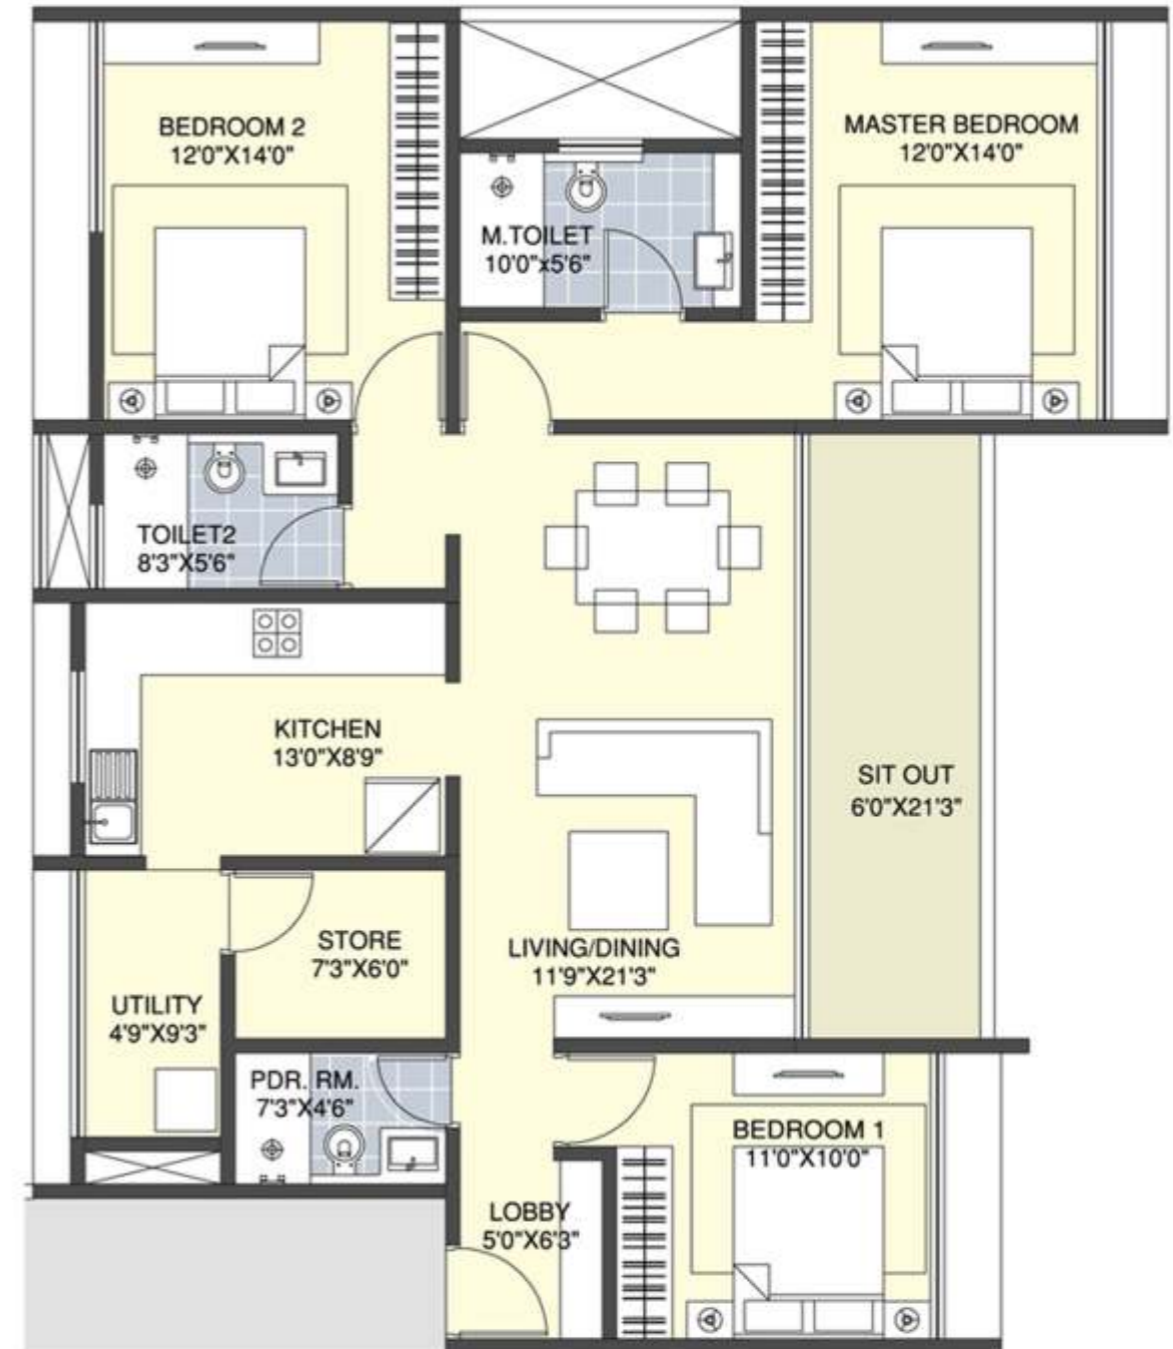 BEDROOM 2
12'0"X14'0"
MASTER BEDROOM
12'0"X14'0"
M.TOILET
10'0"x5'6"
TOILET2
8'3"X5'6"
KITCHEN
13'0"X8'9"
SIT OUT
6'0"X21'3"
STORE
7'3"X6'0"
LIVING/DINING
11'9"X21'3"
UTILITY
4'9"X9'3"
PDR. RM.
7'3"X4'6"
BEDROOM 1
11'0"X10'0"
LOBBY
5'0"X6'3"